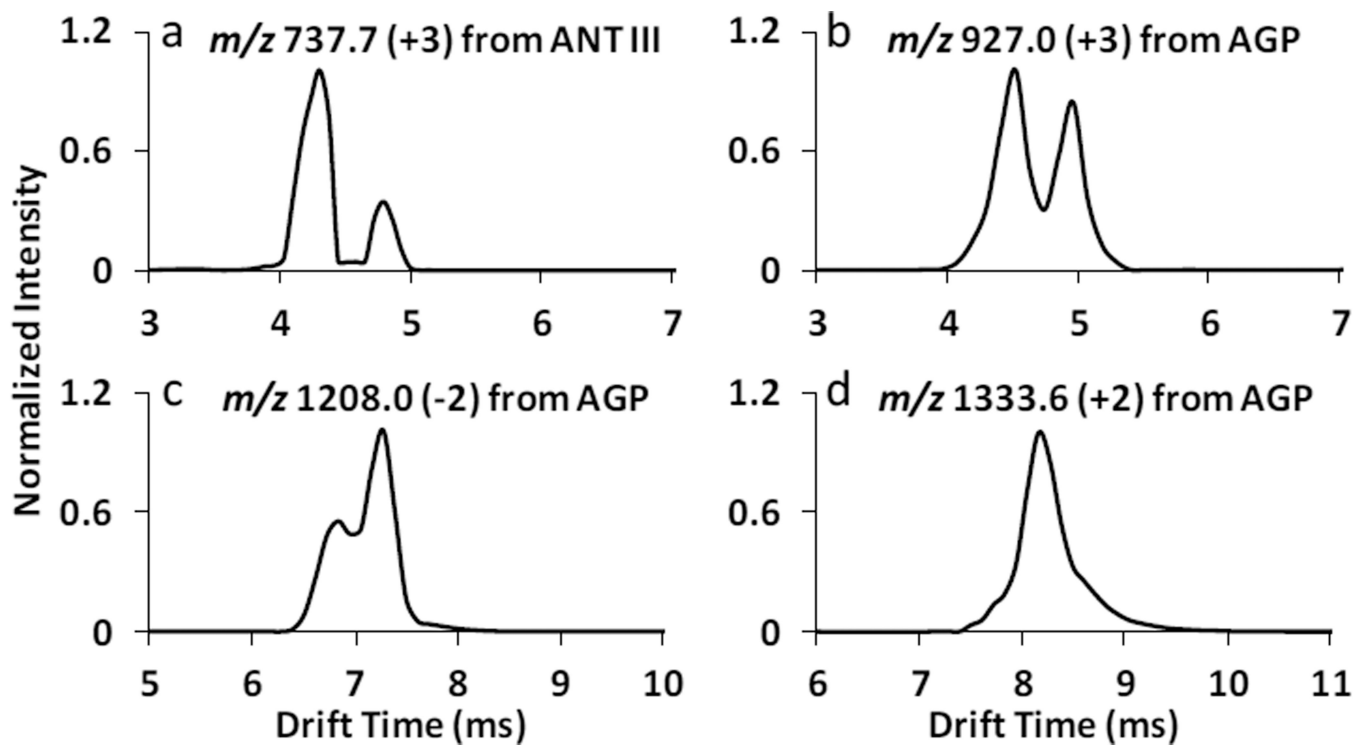 Normalized Intensity
a m/z 737.7 (+3) from ANT III
1.2
0.6
0
3 4 5 6 7
b m/z 927.0 (+3) from AGP
1.2
0.6
0
3 4 5 6 7
c m/z 1208.0 (-2) from AGP
1.2
0.6
0
5 6 7 8 9 10
Drift Time (ms)
d m/z 1333.6 (+2) from AGP
1.2
0.6
0
6 7 8 9 10 11
Drift Time (ms)